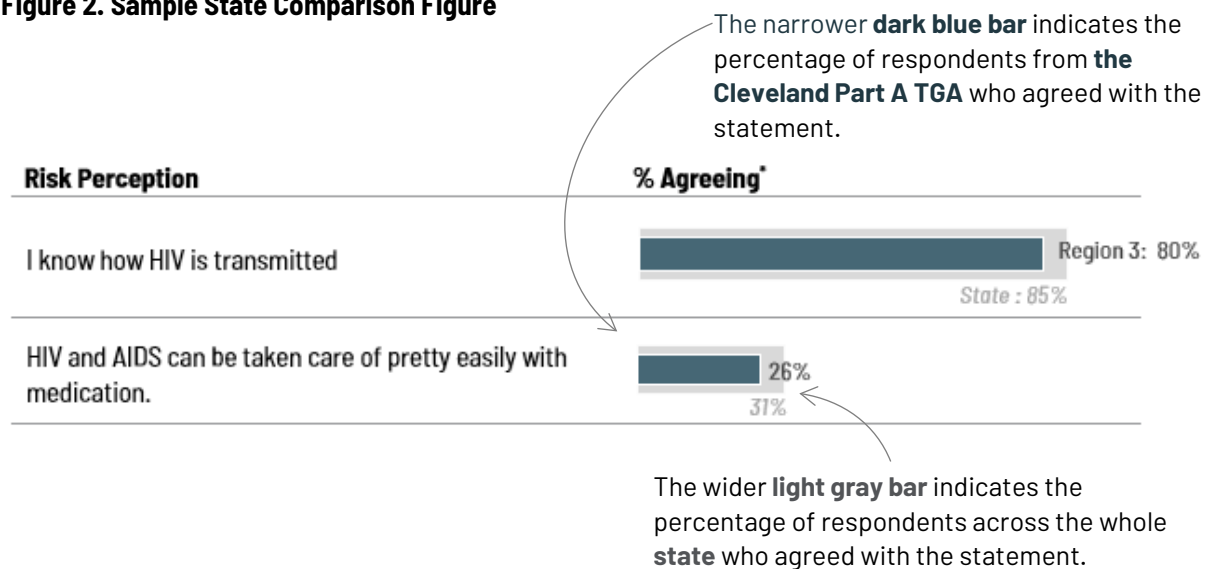 Figure 2. Sample State Comparison Figure
The narrower dark blue bar indicates the
percentage of respondents from the
Cleveland Part A TGA who agreed with the
statement.
Risk Perception
% Agreeing*
I know how HIV is transmitted
Region 3: 80%
State : 85%
HIV and AIDS can be taken care of pretty easily with
medication.
26%
31%
The wider light gray bar indicates the
percentage of respondents across the whole
state who agreed with the statement.